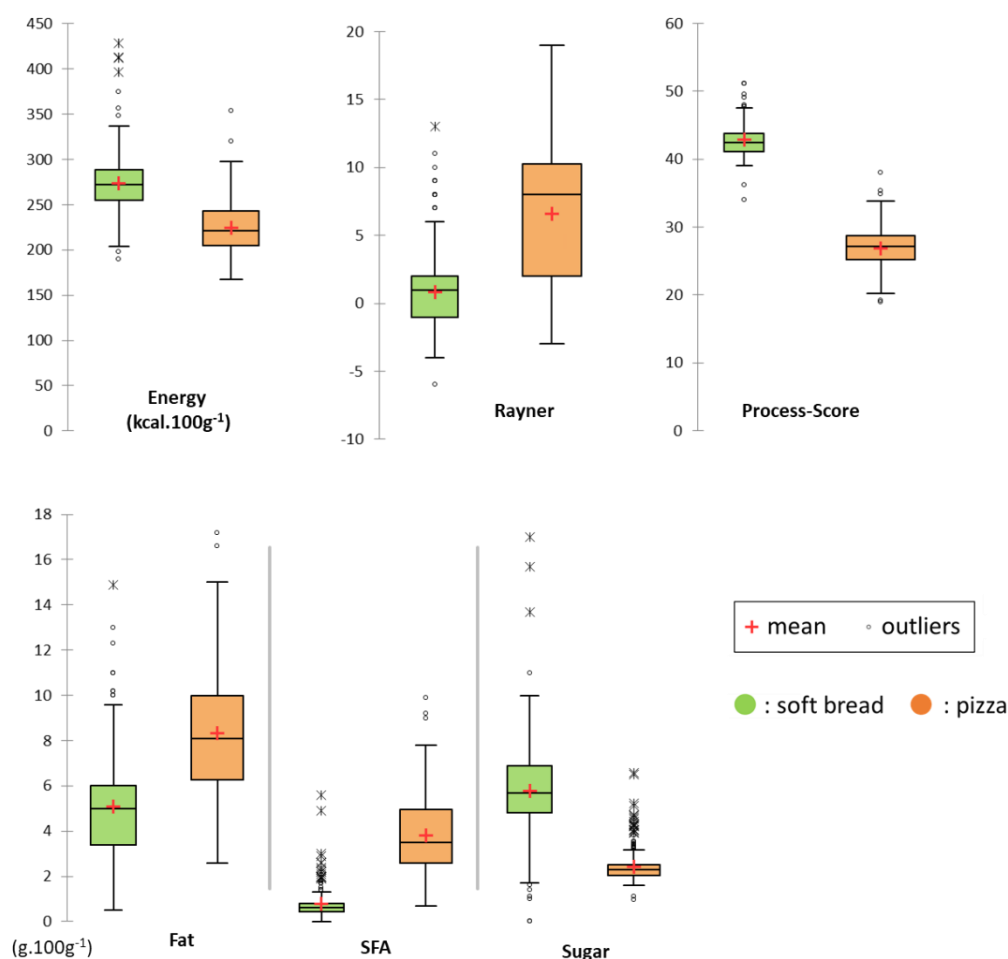 450
400
350
300
250
200
150
100
50
0
Energy
(kcal.100g⁻¹)
20
15
10
5
0
-5
-10
Rayner
60
50
40
30
20
10
0
Process-Score
18
16
14
12
10
8
6
4
2
0
(g.100g⁻¹)
Fat
SFA
Sugar
mean
outliers
: soft bread
: pizza